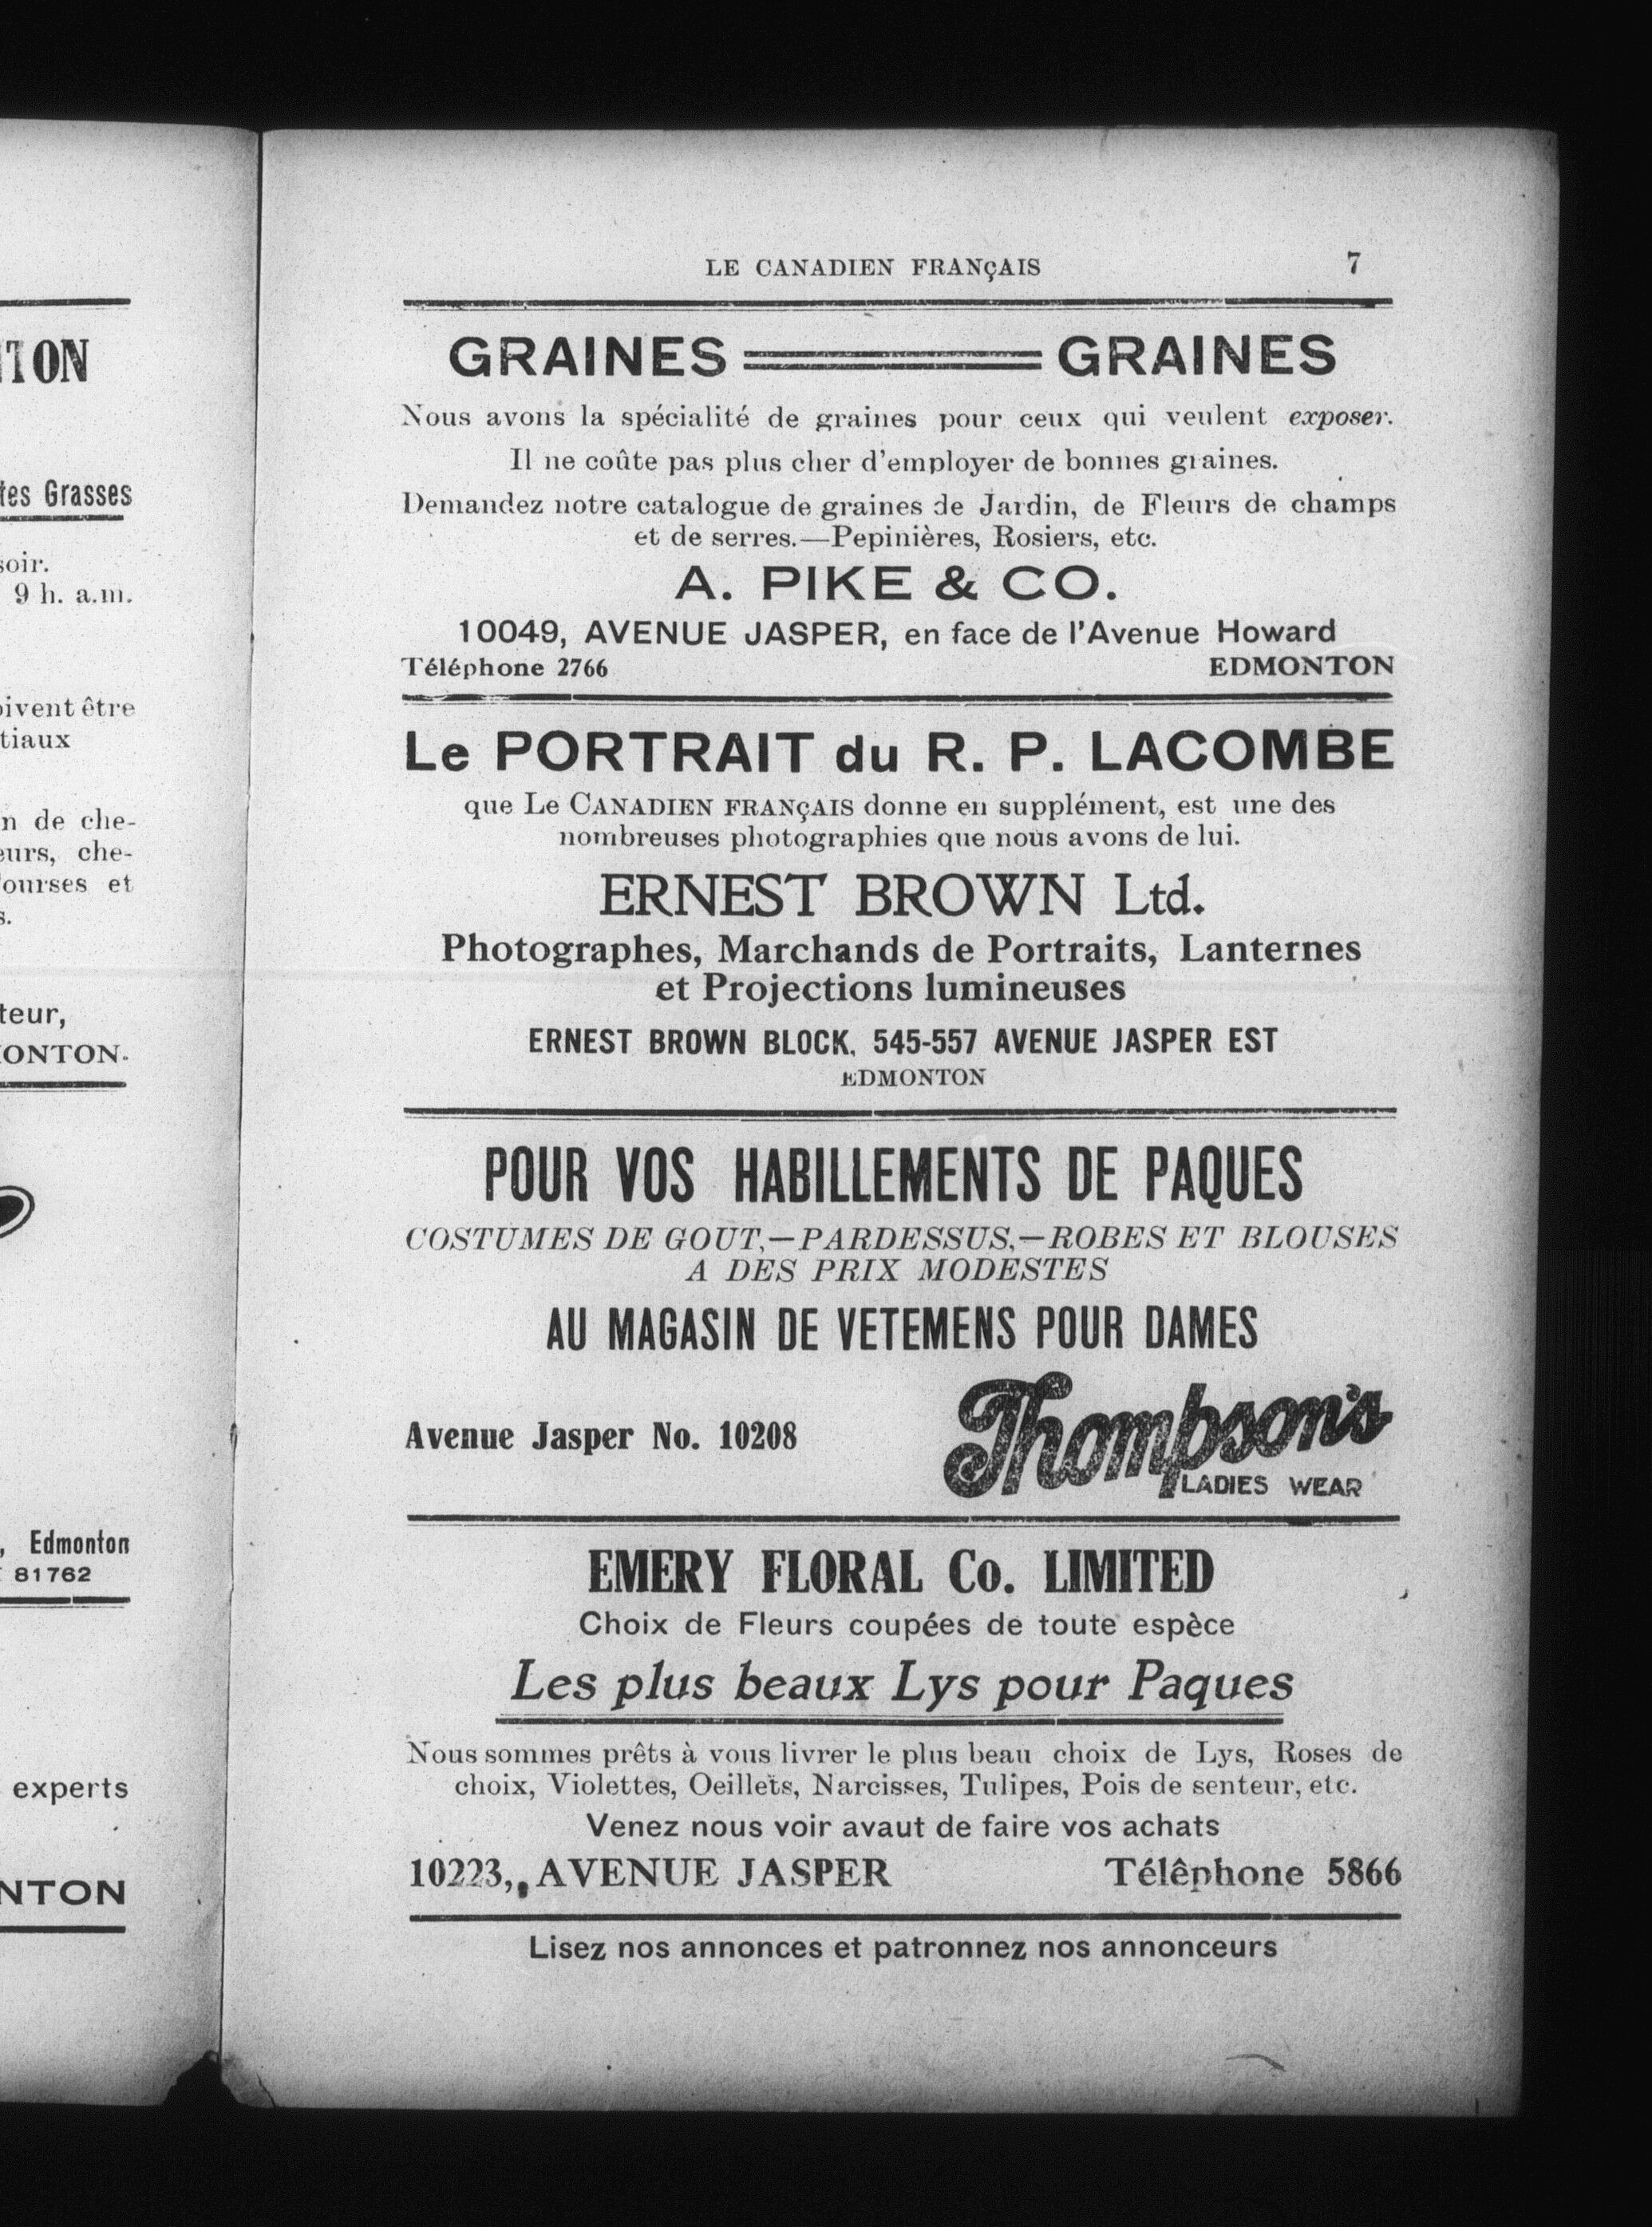 LE CANADIEN FRANçAIS 7
GRAINES GRAINES
Nous avons la spécialité de graines pour ceux qui veulent exposer.
Il ne coûte pas plus cher d'employer de bonnes graines.
Demandez notre catalogue de graines de Jardin, de Fleurs de champs
et de serres.—Pepinières, Rosiers, etc.
A. PIKE & CO.
10049, AVENUE JASPER, en face de l'Avenue Howard
Téléphone 2766 EDMONTON
Le PORTRAIT du R. P. LACOMBE
que Le CANADIEN FRANçAIS donne en supplément, est une des
nombreuses photographies que nous avons de lui.
ERNEST BROWN Ltd.
Photographes, Marchands de Portraits, Lanternes
et Projections lumineuses
ERNEST BROWN BLOCK, 545-557 AVENUE JASPER EST
EDMONTON
POUR VOS HABILLEMENTS DE PAQUES
COSTUMES DE GOUT,—PARDESSUS,—ROBES ET BLOUSES
A DES PRIX MODESTES
AU MAGASIN DE VETEMENS POUR DAMES
Avenue Jasper No. 10208
Thompson's
LADIES WEAR
EMERY FLORAL Co. LIMITED
Choix de Fleurs coupées de toute espèce
Les plus beaux Lys pour Paques
Nous sommes prêts à vous livrer le plus beau choix de Lys, Roses de
choix, Violettes, Oeillets, Narcisses, Tulipes, Pois de senteur, etc.
Venez nous voir avaut de faire vos achats
10223,, AVENUE JASPER Télêphone 5866
Lisez nos annonces et patronnez nos annonceurs
tes Grasses
soir.
9 h. a.m.
oivent être
tiaux
n de che-
eurs, che-
ourses et
s.
teur,
ONTON.
, Edmonton
81762
experts
NTON